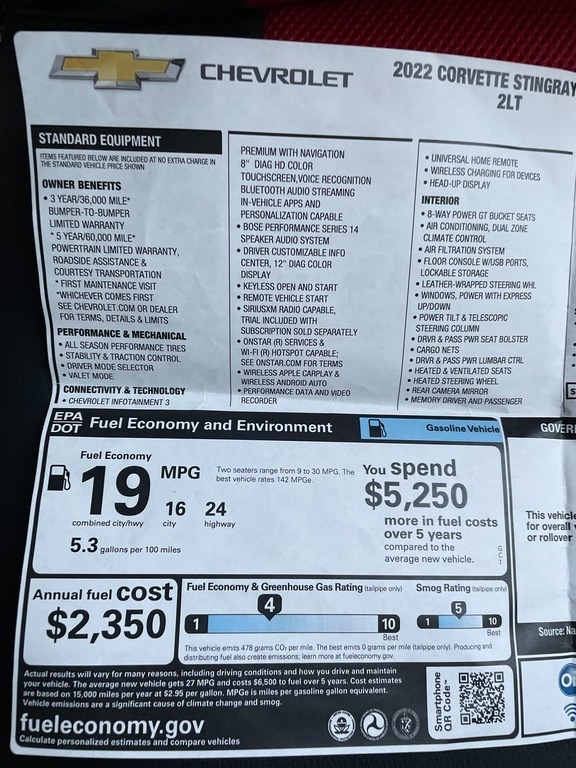 CHEVROLET
2022 CORVETTE STINGRAY
2LT
STANDARD EQUIPMENT
ITEMS FEATURED BELOW ARE INCLUDED AT NO EXTRA CHARGE IN
THE STANDARD VEHICLE PRICE SHOWN
OWNER BENEFITS
• 3 YEAR/36,000 MILE*
BUMPER-TO-BUMPER
LIMITED WARRANTY
* 5 YEAR/60,000 MILE*
POWERTRAIN LIMITED WARRANTY,
ROADSIDE ASSISTANCE &
COURTESY TRANSPORTATION
* FIRST MAINTENANCE VISIT
*WHICHEVER COMES FIRST
SEE CHEVROLET.COM OR DEALER
FOR TERMS, DETAILS & LIMITS
PERFORMANCE & MECHANICAL
• ALL SEASON PERFORMANCE TIRES
• STABILITY & TRACTION CONTROL
• DRIVER MODE SELECTOR
• VALET MODE
CONNECTIVITY & TECHNOLOGY
• CHEVROLET INFOTAINMENT 3
PREMIUM WITH NAVIGATION
8" DIAG HD COLOR
TOUCHSCREEN,VOICE RECOGNITION
BLUETOOTH AUDIO STREAMING
IN-VEHICLE APPS AND
PERSONALIZATION CAPABLE
• BOSE PERFORMANCE SERIES 14
SPEAKER AUDIO SYSTEM
• DRIVER CUSTOMIZABLE INFO
CENTER, 12" DIAG COLOR
DISPLAY
• KEYLESS OPEN AND START
• REMOTE VEHICLE START
• SIRIUSXM RADIO CAPABLE,
TRIAL INCLUDED WITH
SUBSCRIPTION SOLD SEPARATELY
• ONSTAR (R) SERVICES &
WI-FI (R) HOTSPOT CAPABLE;
SEE ONSTAR.COM FOR TERMS
• WIRELESS APPLE CARPLAY &
WIRELESS ANDROID AUTO
• PERFORMANCE DATA AND VIDEO
RECORDER
• UNIVERSAL HOME REMOTE
• WIRELESS CHARGING FOR DEVICES
• HEAD-UP DISPLAY
INTERIOR
• 8-WAY POWER GT BUCKET SEATS
• AIR CONDITIONING, DUAL ZONE
CLIMATE CONTROL
• AIR FILTRATION SYSTEM
• FLOOR CONSOLE W/USB PORTS,
LOCKABLE STORAGE
• LEATHER-WRAPPED STEERING WHL
• WINDOWS, POWER WITH EXPRESS
UP/DOWN
• POWER TILT & TELESCOPIC
STEERING COLUMN
• DRVR & PASS PWR SEAT BOLSTER
• CARGO NETS
• DRVR & PASS PWR LUMBAR CTRL
• HEATED & VENTILATED SEATS
• HEATED STEERING WHEEL
• REAR CAMERA MIRROR
• MEMORY DRIVER AND PASSENGER
EPA
DOT
Fuel Economy and Environment
Gasoline Vehicle
Fuel Economy
19 MPG
16 24
combined city/hwy city highway
5.3 gallons per 100 miles
Two seaters range from 9 to 30 MPG. The
best vehicle rates 142 MPGe.
You spend
$5,250
more in fuel costs
over 5 years
compared to the
average new vehicle.
GC1
Annual fuel cost
$2,350
Fuel Economy & Greenhouse Gas Rating (tailpipe only)
4
1 10
Best
Smog Rating (tailpipe only)
5
1 10
Best
This vehicle emits 478 grams CO2 per mile. The best emits 0 grams per mile (tailpipe only). Producing and
distributing fuel also create emissions; learn more at fueleconomy.gov.
Actual results will vary for many reasons, including driving conditions and how you drive and maintain
your vehicle. The average new vehicle gets 27 MPG and costs $6,500 to fuel over 5 years. Cost estimates
are based on 15,000 miles per year at $2.95 per gallon. MPGe is miles per gasoline gallon equivalent.
Vehicle emissions are a significant cause of climate change and smog.
fueleconomy.gov
Calculate personalized estimates and compare vehicles
Smartphone
QR Code™
GOVER
This vehicle
for overall
or rollover
Source: Na